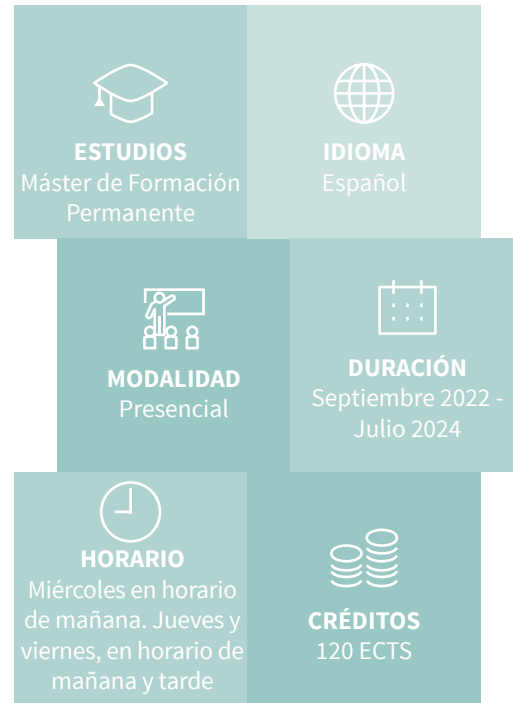 ESTUDIOS
Máster de Formación
Permanente
IDIOMA
Español
MODALIDAD
Presencial
DURACIÓN
Septiembre 2022 -
Julio 2024
HORARIO
Miércoles en horario
de mañana. Jueves y
viernes, en horario de
mañana y tarde
CRÉDITOS
120 ECTS